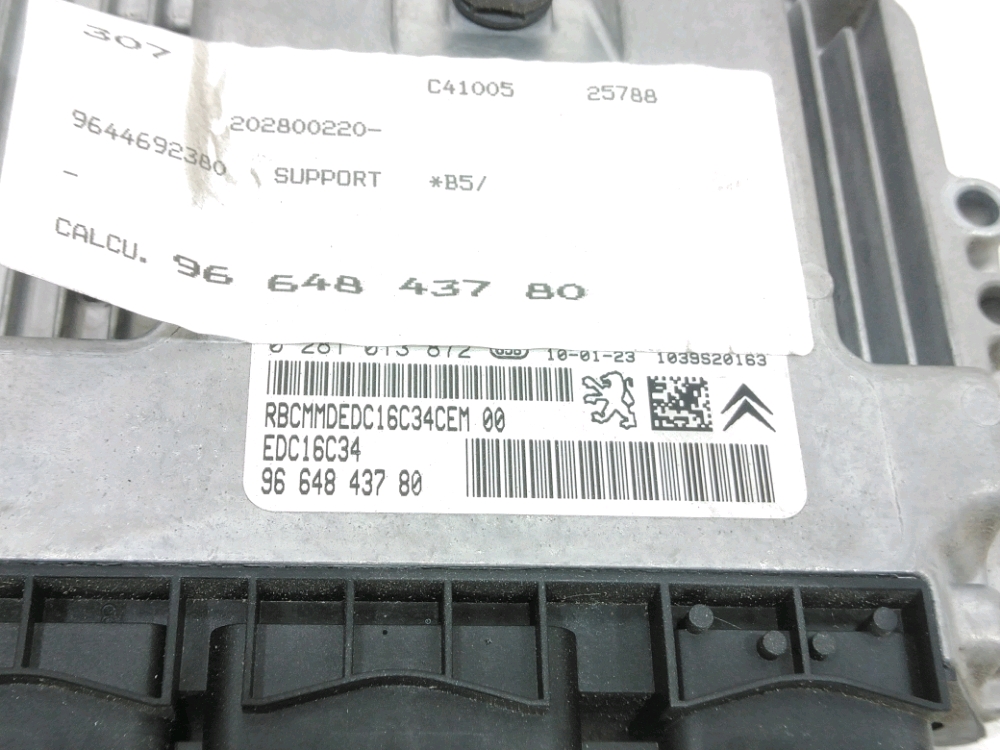 307
C41005 25788
202800220-
9644692380 SUPPORT *B5/
-
CALCU. 96 648 437 80
0 281 013 872 10-01-23 1039S20163
RBCMMDEDC16C34CEM 00
EDC16C34
96 648 437 80